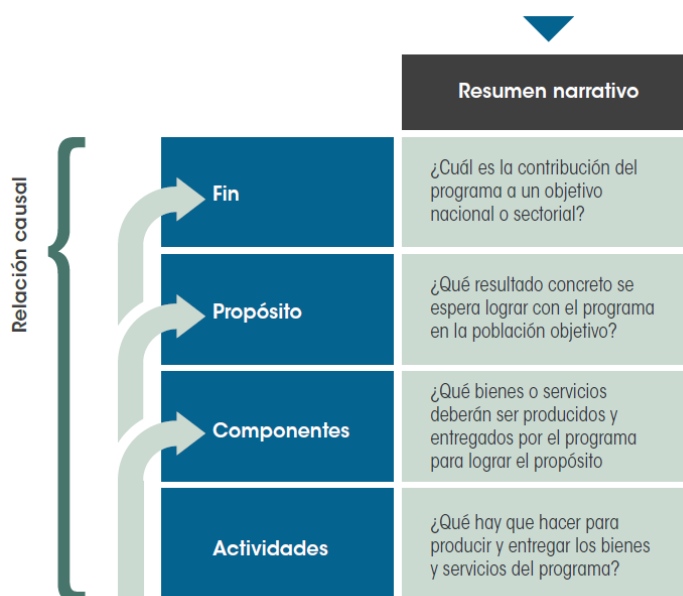 Resumen narrativo
Relación causal
Fin
¿Cuál es la contribución del
programa a un objetivo
nacional o sectorial?
Propósito
¿Qué resultado concreto se
espera lograr con el programa
en la población objetivo?
Componentes
¿Qué bienes o servicios
deberán ser producidos y
entregados por el programa
para lograr el propósito
Actividades
¿Qué hay que hacer para
producir y entregar los bienes
y servicios del programa?